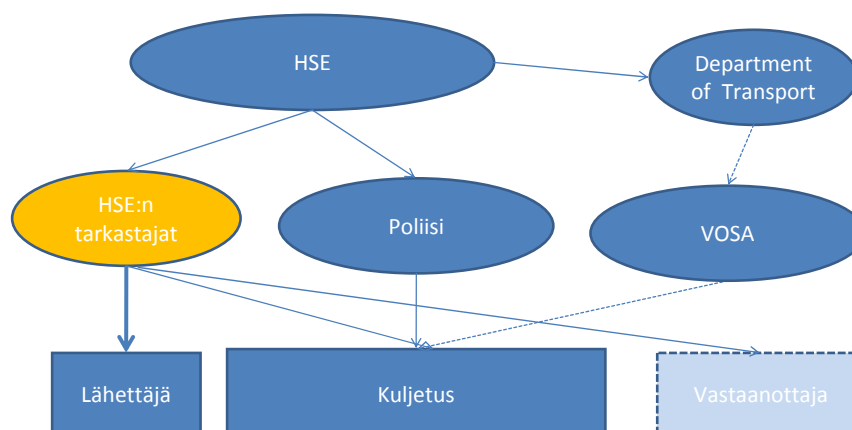 HSE
Department
of Transport
HSE:n
tarkastajat
Poliisi
VOSA
Lähettäjä
Kuljetus
Vastaanottaja